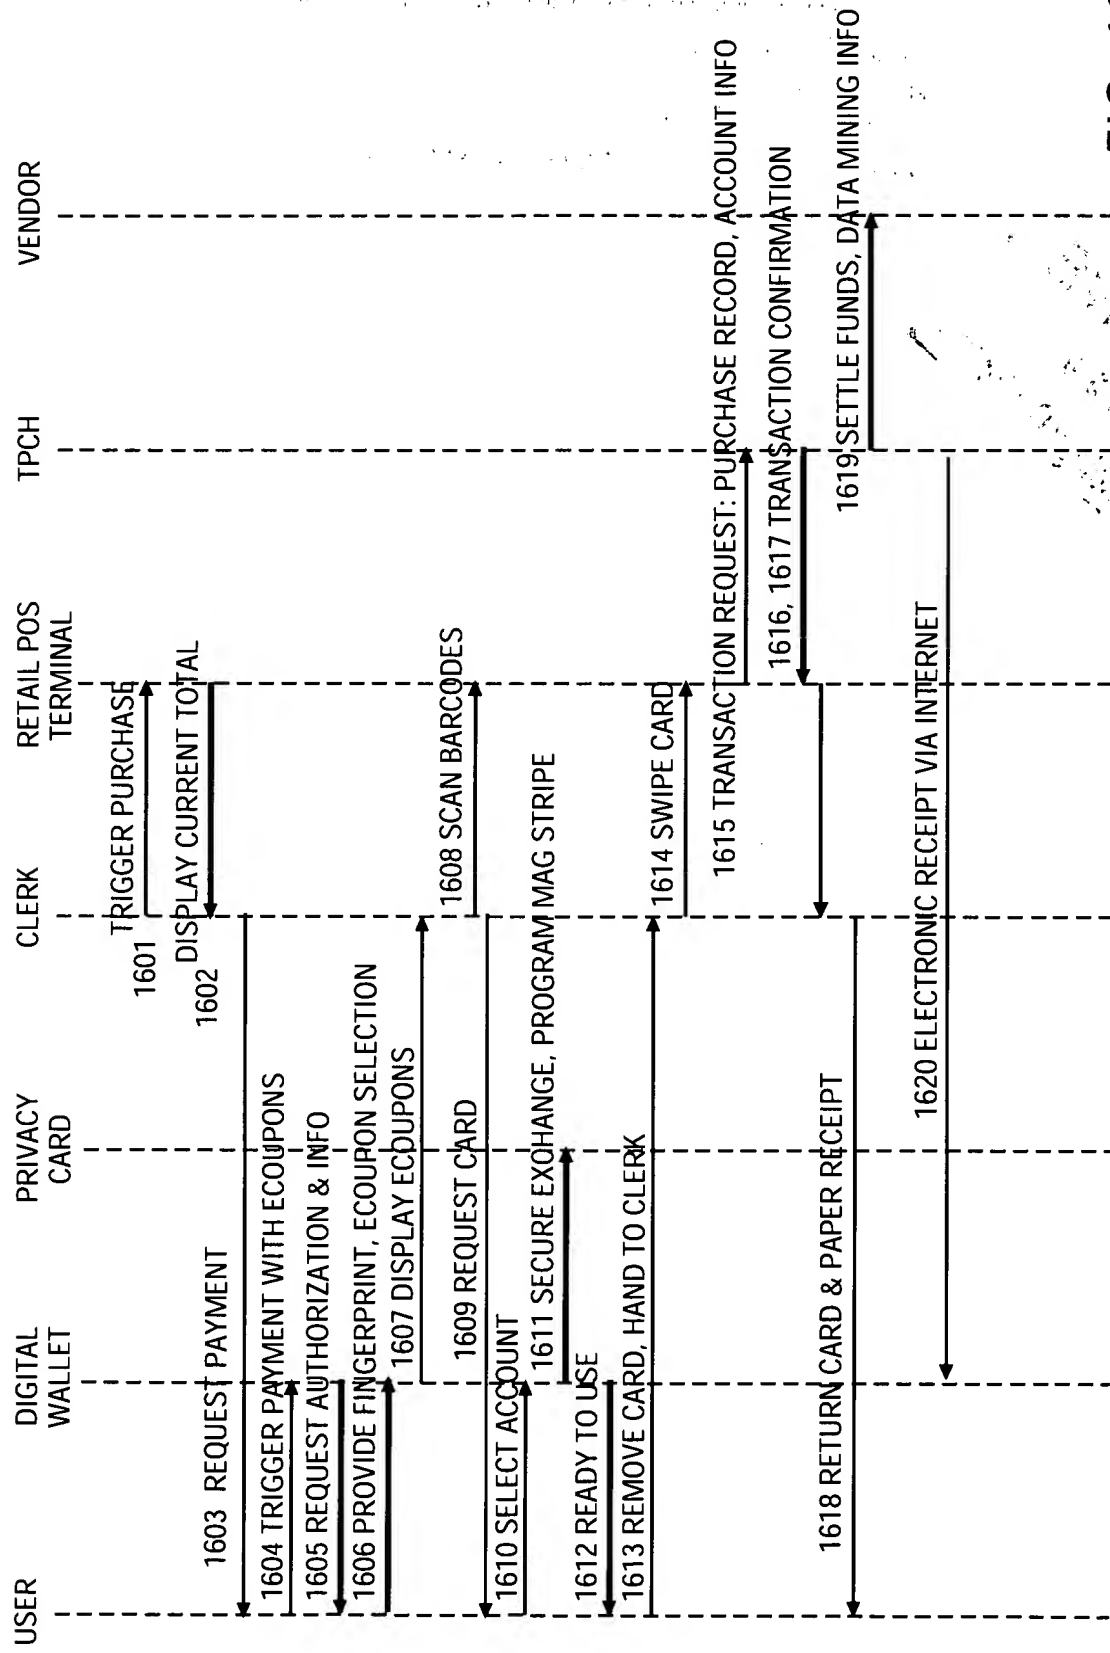 USER
DIGITAL
WALLET
PRIVACY
CARD
CLERK
RETAIL POS
TERMINAL
TPCH
VENDOR
TRIGGER PURCHASE
1601
DISPLAY CURRENT TOTAL
1602
1603 REQUEST PAYMENT
1604 TRIGGER PAYMENT WITH ECOUPONS
1605 REQUEST AUTHORIZATION & INFO
1606 PROVIDE FINGERPRINT, ECOUPON SELECTION
1607 DISPLAY ECOUPONS
1608 SCAN BARCODES
1609 REQUEST CARD
1610 SELECT ACCOUNT
1611 SECURE EXCHANGE, PROGRAM MAG STRIPE
1612 READY TO USE
1613 REMOVE CARD, HAND TO CLERK
1614 SWIPE CARD
1615 TRANSACTION REQUEST: PURCHASE RECORD, ACCOUNT INFO
1616, 1617 TRANSACTION CONFIRMATION
1618 RETURN CARD & PAPER RECEIPT
1619 SETTLE FUNDS, DATA MINING INFO
1620 ELECTRONIC RECEIPT VIA INTERNET